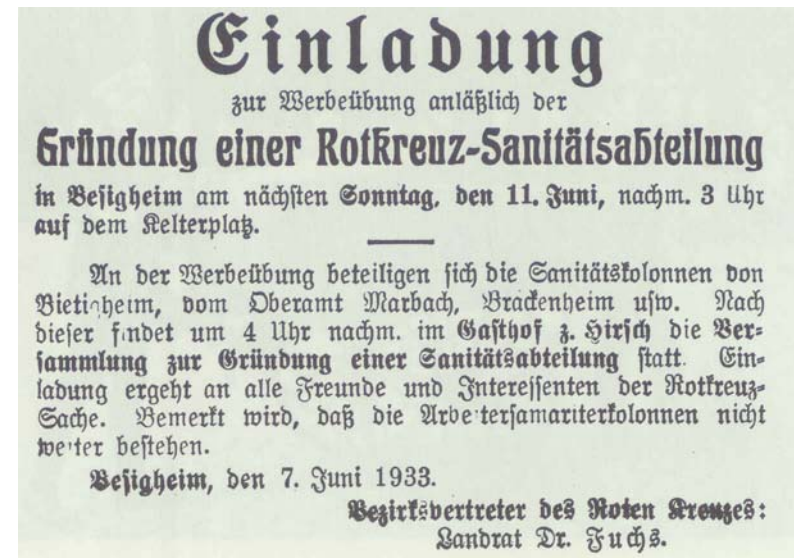 Einladung
zur Werbeübung anläßlich der
Gründung einer Rotkreuz-Sanitätsabteilung
in Besigheim am nächsten Sonntag, den 11. Juni, nachm. 3 Uhr
auf dem Kelterplatz.
An der Werbeübung beteiligen sich die Sanitätskolonnen von
Bietigheim, vom Oberamt Marbach, Brackenheim usw. Nach
dieser findet um 4 Uhr nachm. im Gasthof z. Hirsch die Ver-
sammlung zur Gründung einer Sanitätsabteilung statt. Ein-
ladung ergeht an alle Freunde und Interessenten der Rotkreuz-
Sache. Bemerkt wird, daß die Arbeitersamariterkolonnen nicht
weiter bestehen.
Besigheim, den 7. Juni 1933.
Bezirksvertreter des Roten Kreuzes:
Landrat Dr. Fuchs.